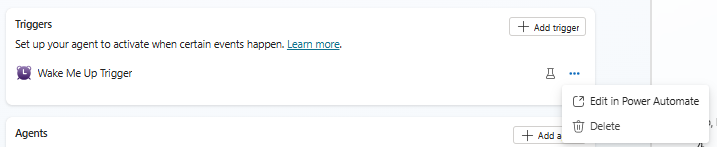 Triggers
Add trigger
Set up your agent to activate when certain events happen. Learn more.
Wake Me Up Trigger
Edit in Power Automate
Delete
Agents
Add a